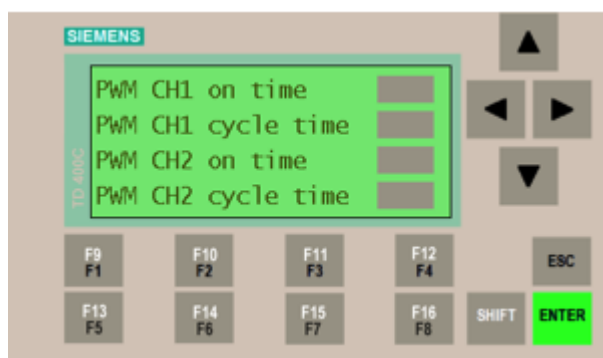 SIEMENS
TD 400C
PWM CH1 on time
PWM CH1 cycle time
PWM CH2 on time
PWM CH2 cycle time
F9 F10 F11 F12
F1 F2 F3 F4 ESC
F13 F14 F15 F16
F5 F6 F7 F8 SHIFT ENTER